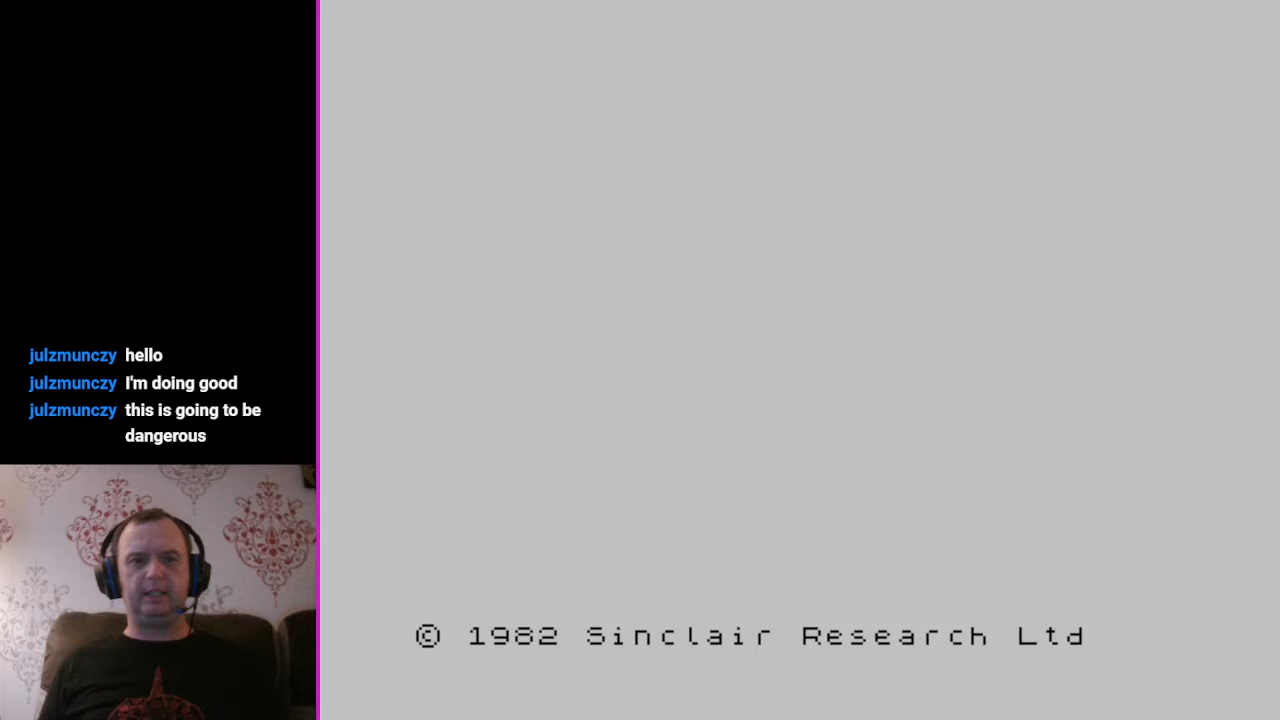 julzmunczy hello
julzmunczy I'm doing good
julzmunczy this is going to be
dangerous
© 1982 Sinclair Research Ltd